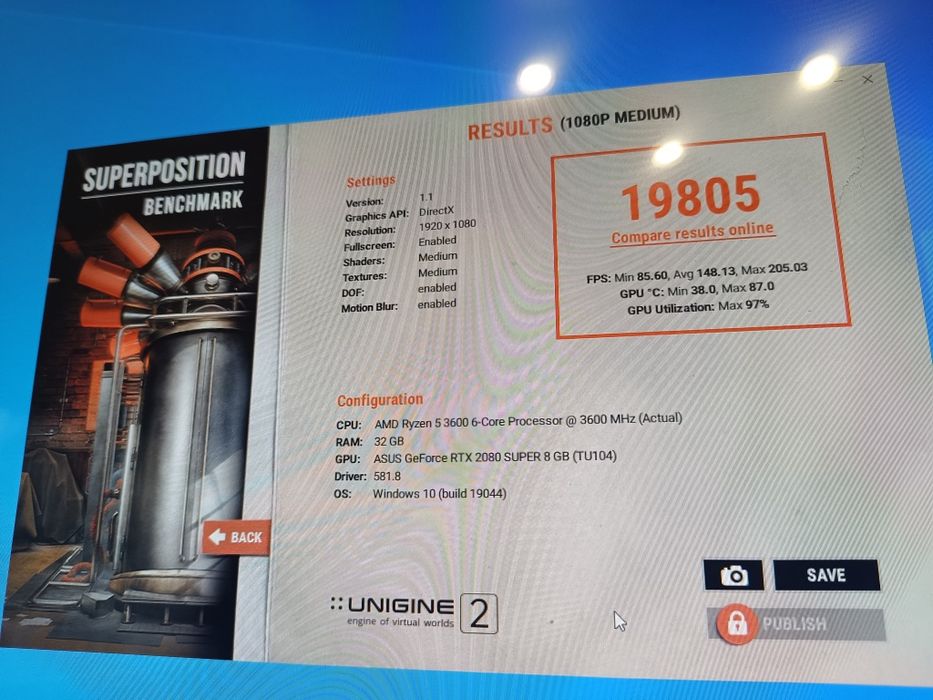 SUPERPOSITION
BENCHMARK
RESULTS (1080P MEDIUM)
Settings
Version: 1.1
Graphics API: DirectX
Resolution: 1920 x 1080
Fullscreen: Enabled
Shaders: Medium
Textures: Medium
DOF: enabled
Motion Blur: enabled
19805
Compare results online
FPS: Min 85.60, Avg 148.13, Max 205.03
GPU °C: Min 38.0, Max 87.0
GPU Utilization: Max 97%
Configuration
CPU: AMD Ryzen 5 3600 6-Core Processor @ 3600 MHz (Actual)
RAM: 32 GB
GPU: ASUS GeForce RTX 2080 SUPER 8 GB (TU104)
Driver: 581.8
OS: Windows 10 (build 19044)
BACK
UNIGINE 2
engine of virtual worlds
SAVE
PUBLISH